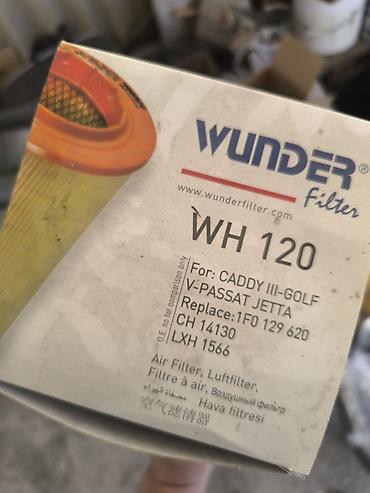 WUNDER®
Filter
www.wunderfilter.com
WH 120
O.E. no for comparison only
For: CADDY III-GOLF
V-PASSAT JETTA
Replace:1F0 129 620
CH 14130
LXH 1566
Air Filter, Luftfilter,
Filtre à air, Воздушный фильтр
مصفاة الهواء Hava filtresi
空气滤清器